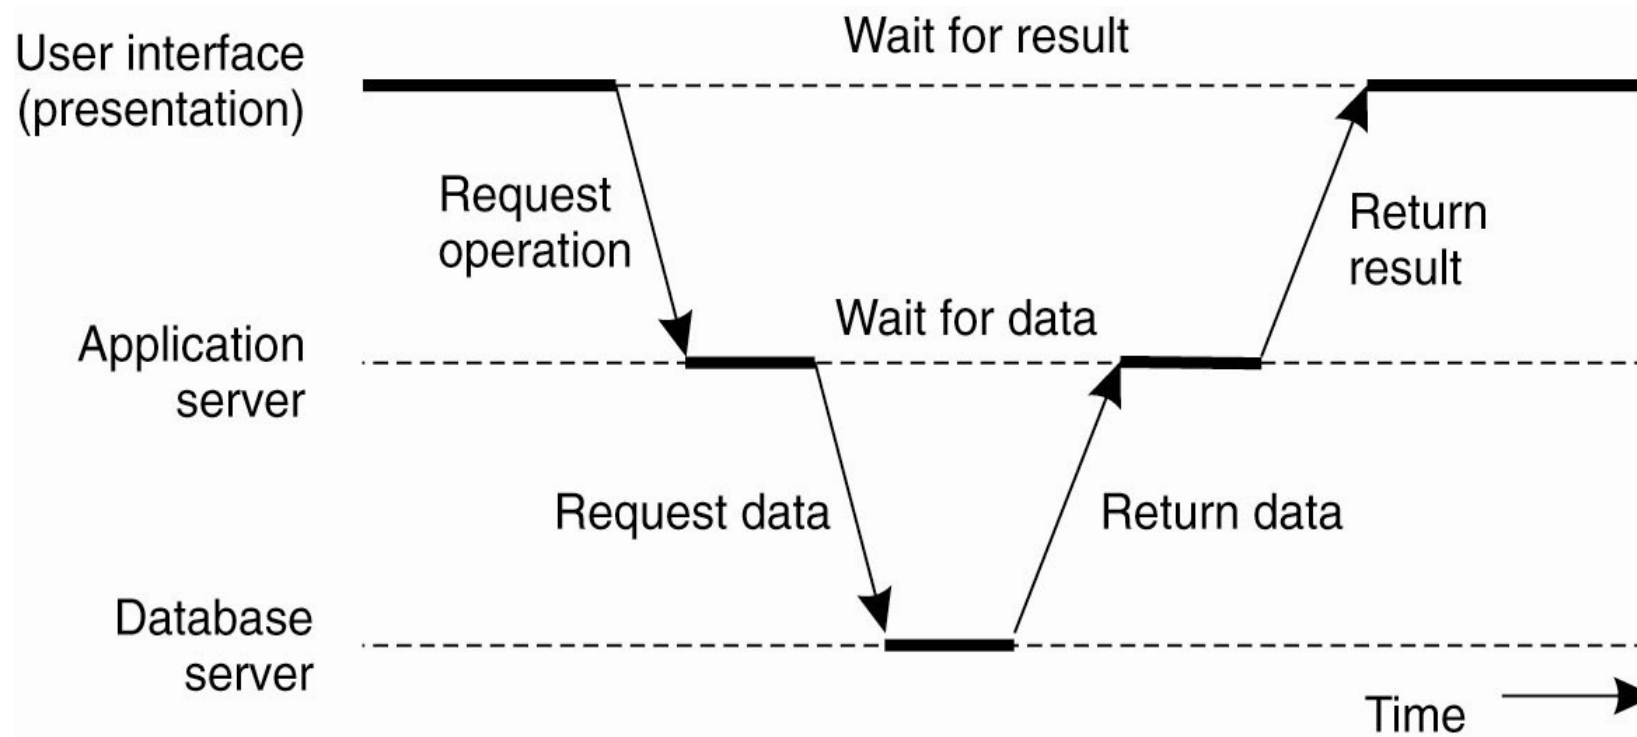 Wait for result
User interface
(presentation)
Request
operation
Return
result
Wait for data
Application
server
Request data
Return data
Database
server
Time